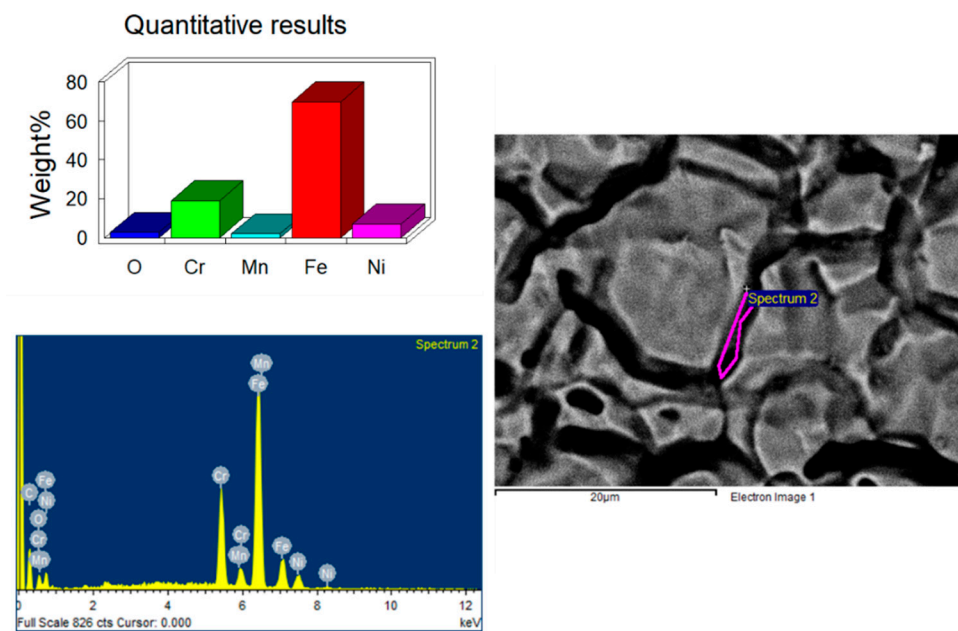 Quantitative results
Weight%
80
60
40
20
0
O Cr Mn Fe Ni
Spectrum 2
20µm Electron Image 1
Spectrum 2
Mn
Fe
Cr
Cr
Mn
Fe
Ni
Ni
Fe
C
Ni
O
Cr
Mn
0 2 4 6 8 10 12
Full Scale 826 cts Cursor: 0.000 keV